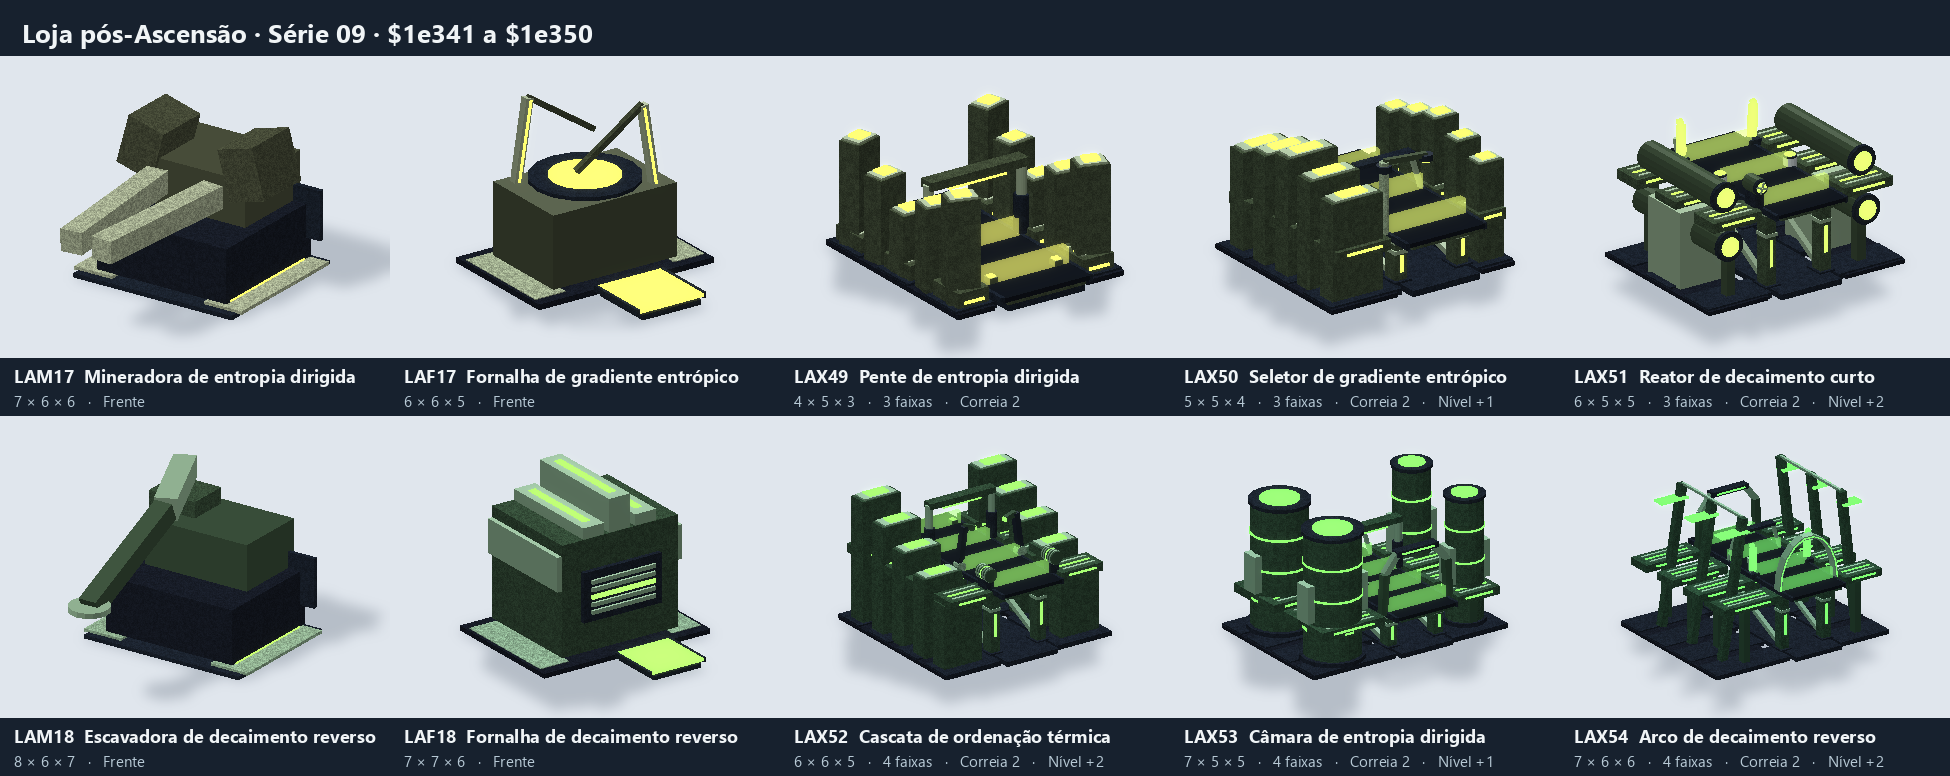 Loja pós-Ascensão · Série 09 · $1e341 a $1e350
LAM17 Mineradora de entropia dirigida
7 × 6 × 6 · Frente
LAF17 Fornalha de gradiente entrópico
6 × 6 × 5 · Frente
LAX49 Pente de entropia dirigida
4 × 5 × 3 · 3 faixas · Correia 2
LAX50 Seletor de gradiente entrópico
5 × 5 × 4 · 3 faixas · Correia 2 · Nível +1
LAX51 Reator de decaimento curto
6 × 5 × 5 · 3 faixas · Correia 2 · Nível +2
LAM18 Escavadora de decaimento reverso
8 × 6 × 7 · Frente
LAF18 Fornalha de decaimento reverso
7 × 7 × 6 · Frente
LAX52 Cascata de ordenação térmica
6 × 6 × 5 · 4 faixas · Correia 2 · Nível +2
LAX53 Câmara de entropia dirigida
7 × 5 × 5 · 4 faixas · Correia 2 · Nível +1
LAX54 Arco de decaimento reverso
7 × 6 × 6 · 4 faixas · Correia 2 · Nível +2